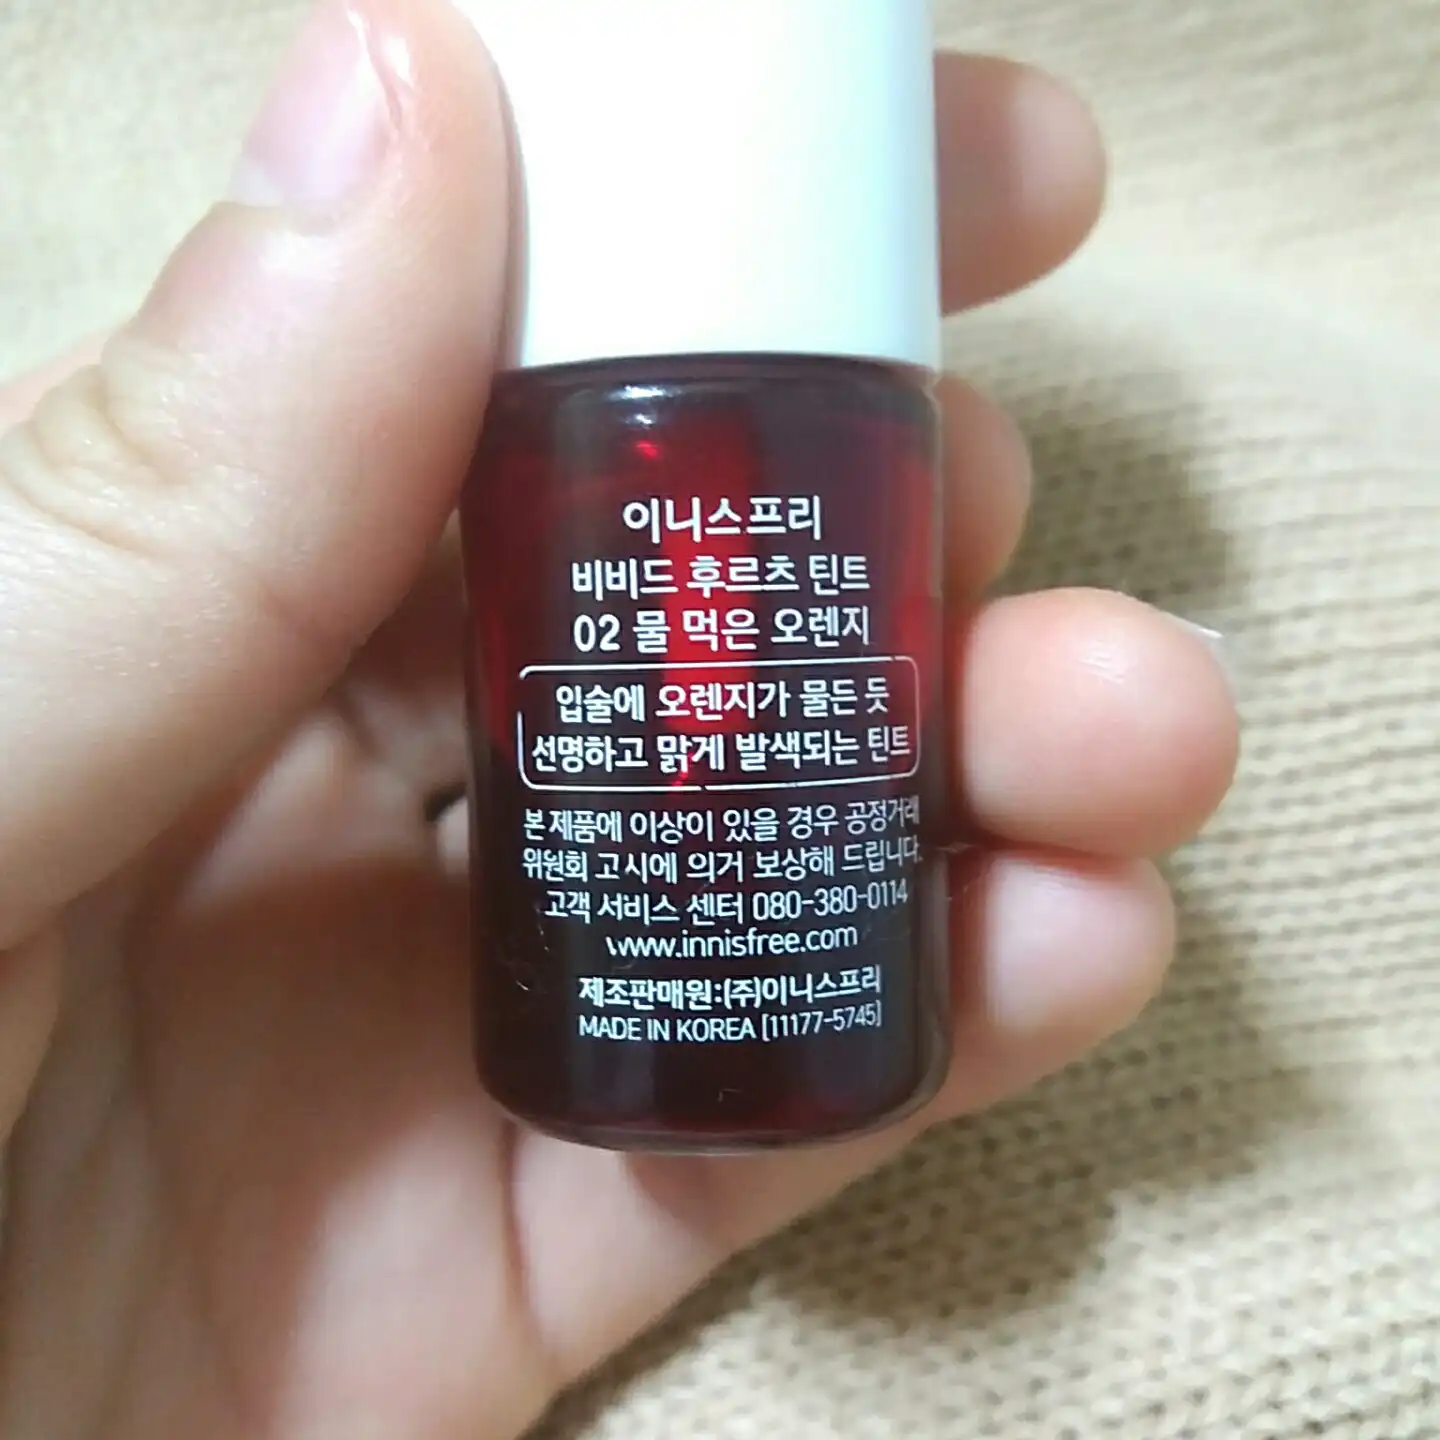 이니스프리
비비드 후르츠 틴트
02 물 먹은 오렌지
입술에 오렌지가 물든 듯
선명하고 맑게 발색되는 틴트
본 제품에 이상이 있을 경우 공정거래
위원회 고시에 의거 보상해 드립니다.
고객 서비스 센터 080-380-0114
www.innisfree.com
제조판매원:(주)이니스프리
MADE IN KOREA [11177-5745]